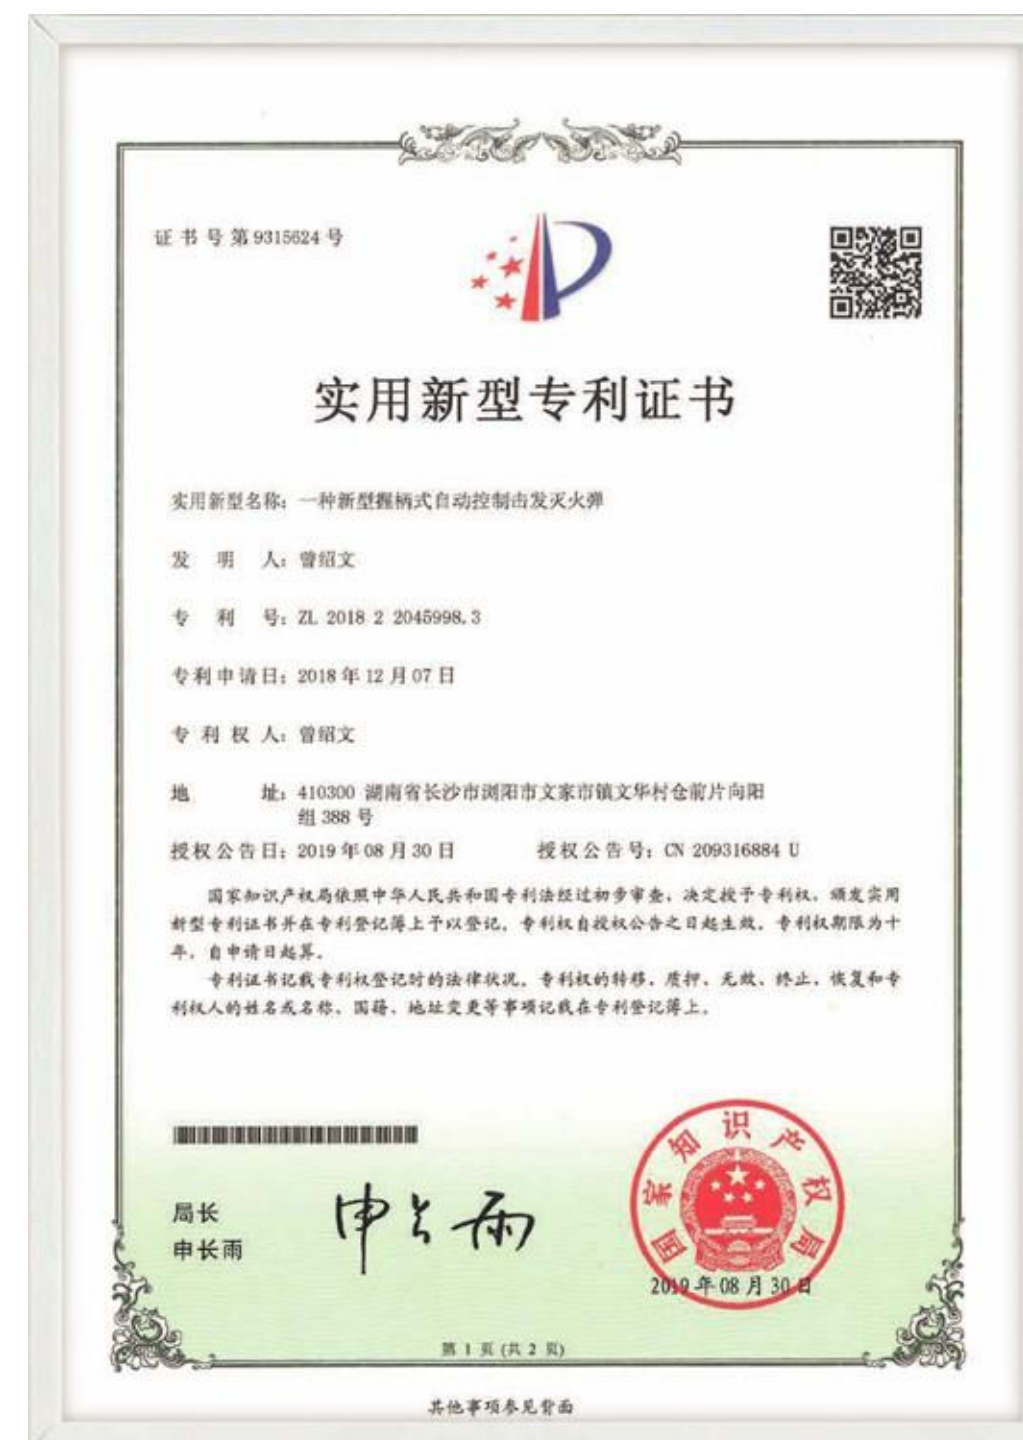 证书号第9315624号
实用新型专利证书
实用新型名称：一种新型握柄式自动控制击发灭火弹
发 明 人：曾绍文
专 利 号：ZL 2018 2 2045998.3
专利申请日：2018年12月07日
专 利 权 人：曾绍文
地 址：410300 湖南省长沙市浏阳市文家市镇文华村仓前片向阳
组388号
授权公告日：2019年08月30日 授权公告号：CN 209316884 U
国家知识产权局依照中华人民共和国专利法经过初步审查，决定授予专利权，颁发实用
新型专利证书并在专利登记簿上予以登记。专利权自授权公告之日起生效。专利权期限为十
年，自申请日起算。
专利证书记载专利权登记时的法律状况。专利权的转移、质押、无效、终止、恢复和专
利权人的姓名或名称、国籍、地址变更等事项记载在专利登记簿上。
局长
申长雨
申长雨
国家知识产权局
2019年08月30日
第1页(共2页)
其他事项参见背面